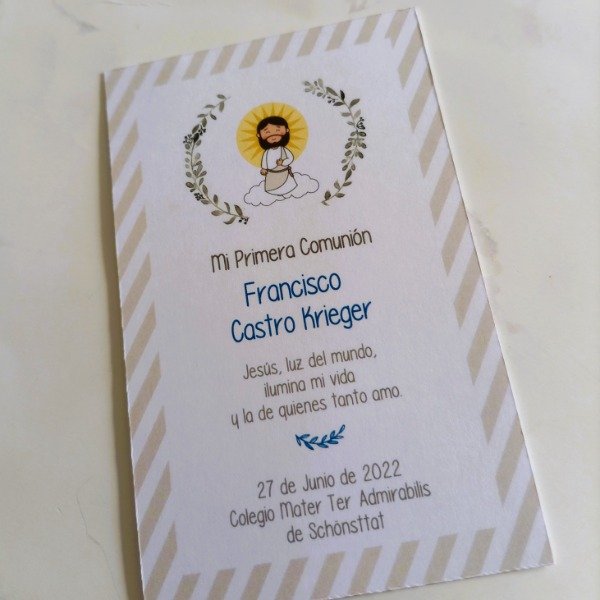 Mi Primera Comunión
Francisco
Castro Krieger
Jesús, luz del mundo,
ilumina mi vida
y la de quienes tanto amo.
27 de Junio de 2022
Colegio Mater Ter Admirabilis
de Schönsttat